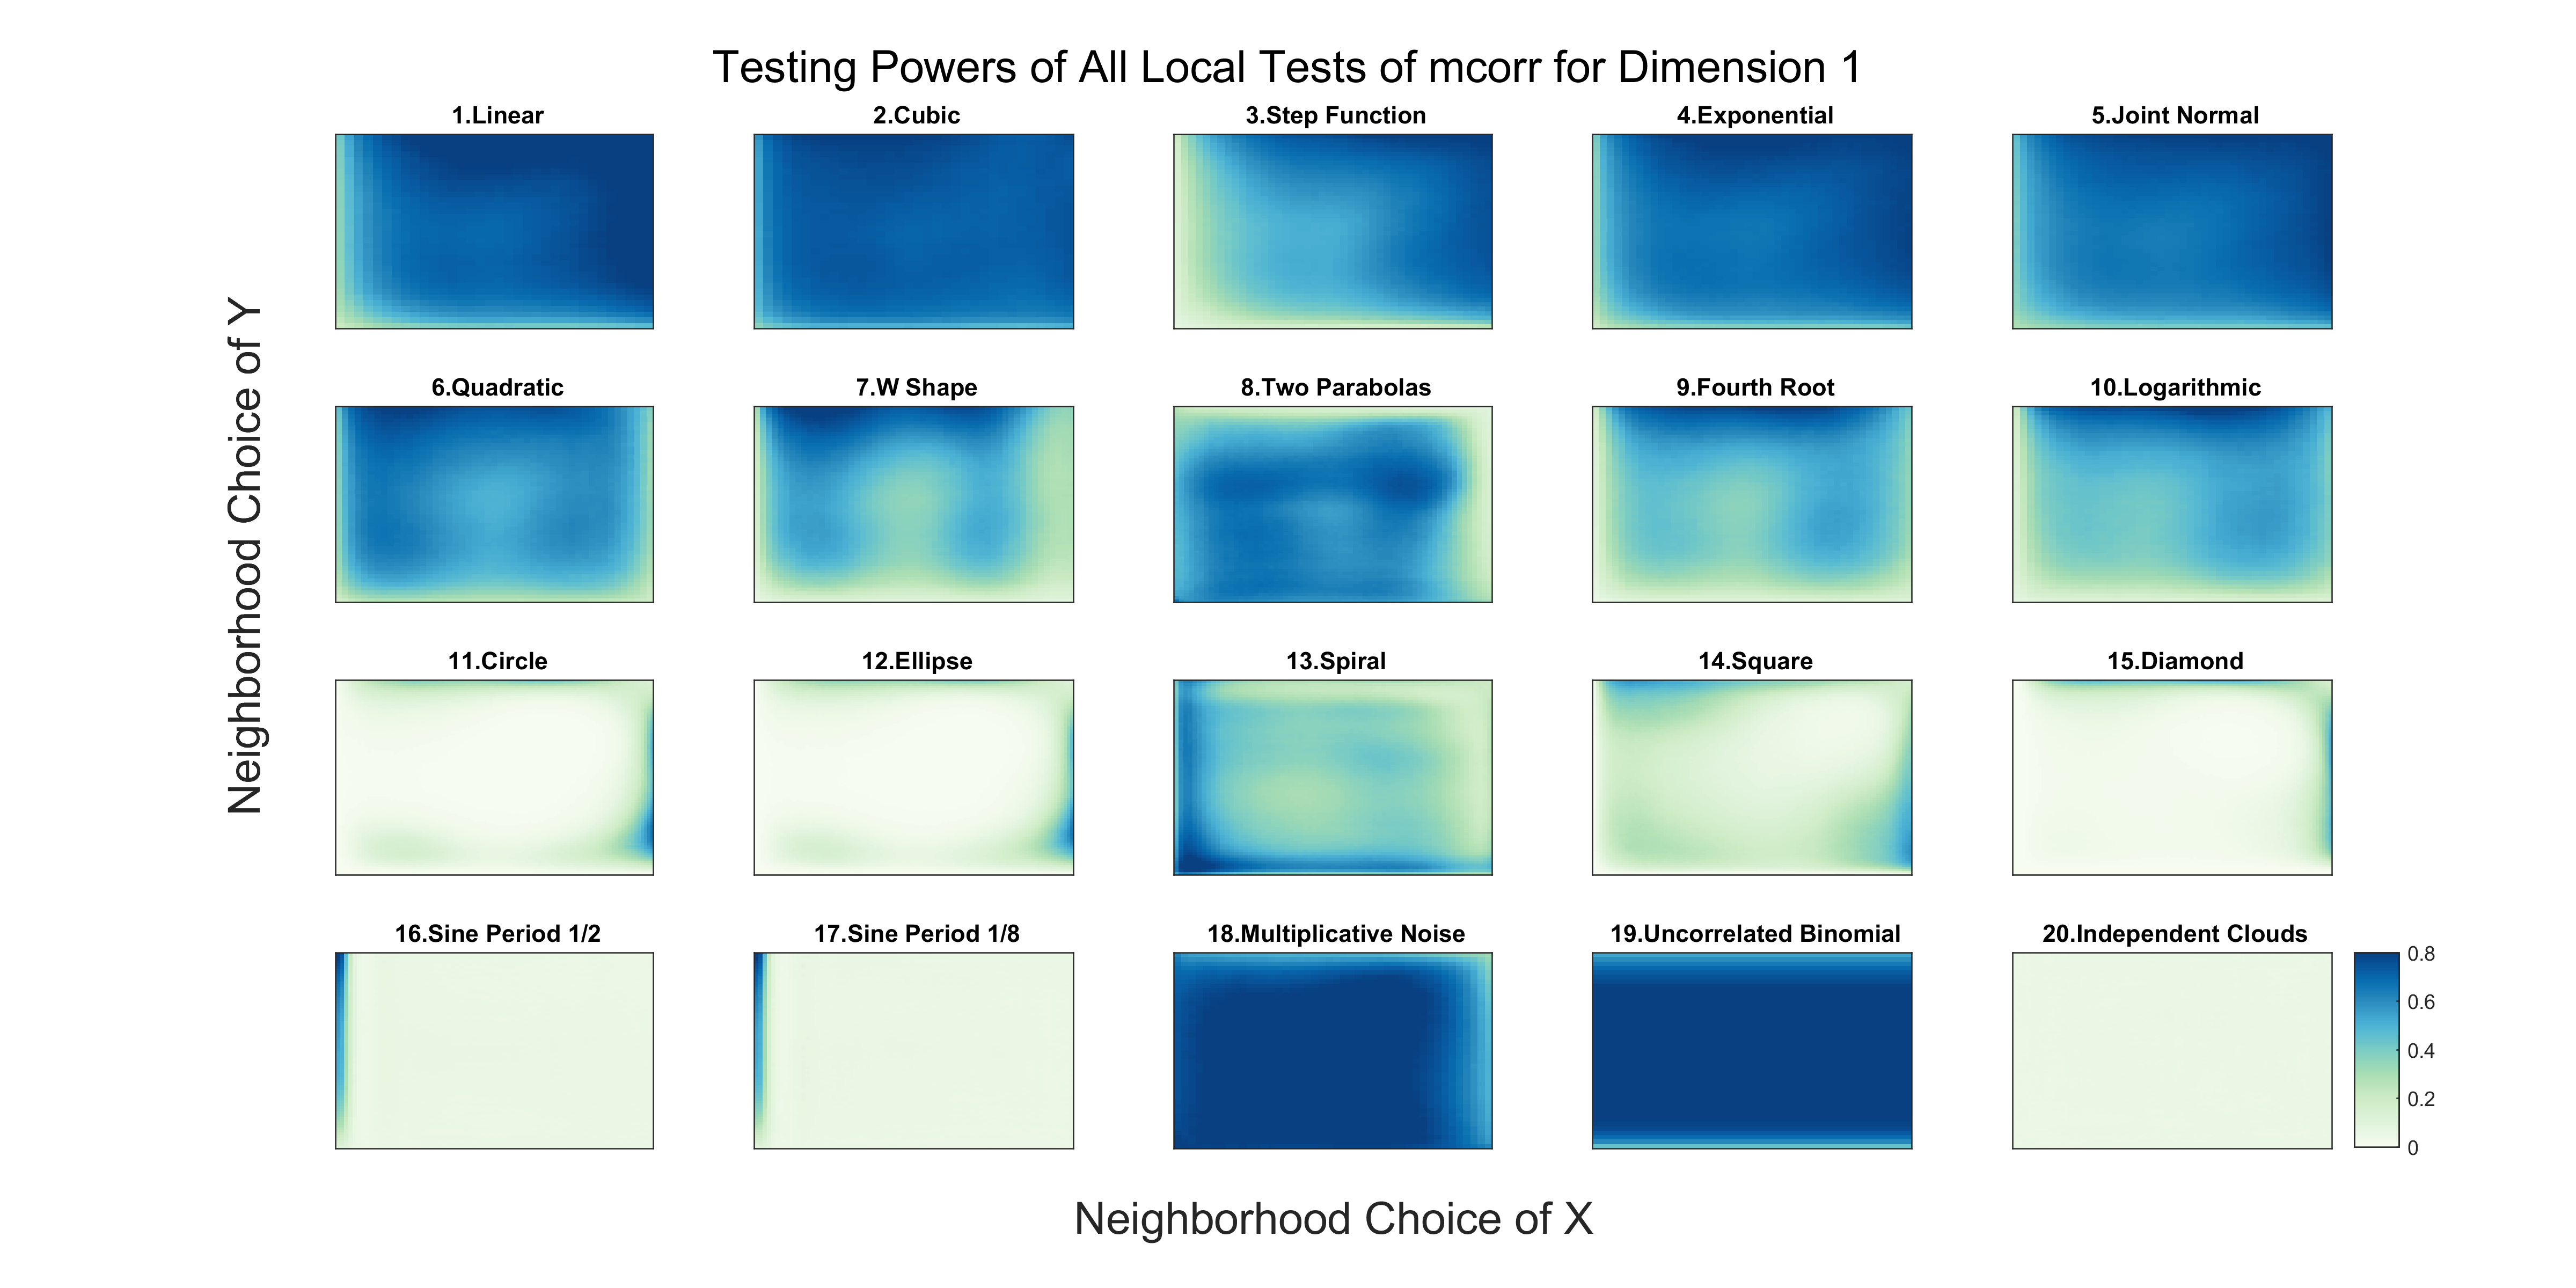 Testing Powers of All Local Tests of mcorr for Dimension 1
1.Linear
2.Cubic
3.Step Function
4.Exponential
5.Joint Normal
6.Quadratic
7.W Shape
8.Two Parabolas
9.Fourth Root
10.Logarithmic
11.Circle
12.Ellipse
13.Spiral
14.Square
15.Diamond
16.Sine Period 1/2
17.Sine Period 1/8
18.Multiplicative Noise
19.Uncorrelated Binomial
20.Independent Clouds
0.8
0.6
0.4
0.2
0
Neighborhood Choice of Y
Neighborhood Choice of X